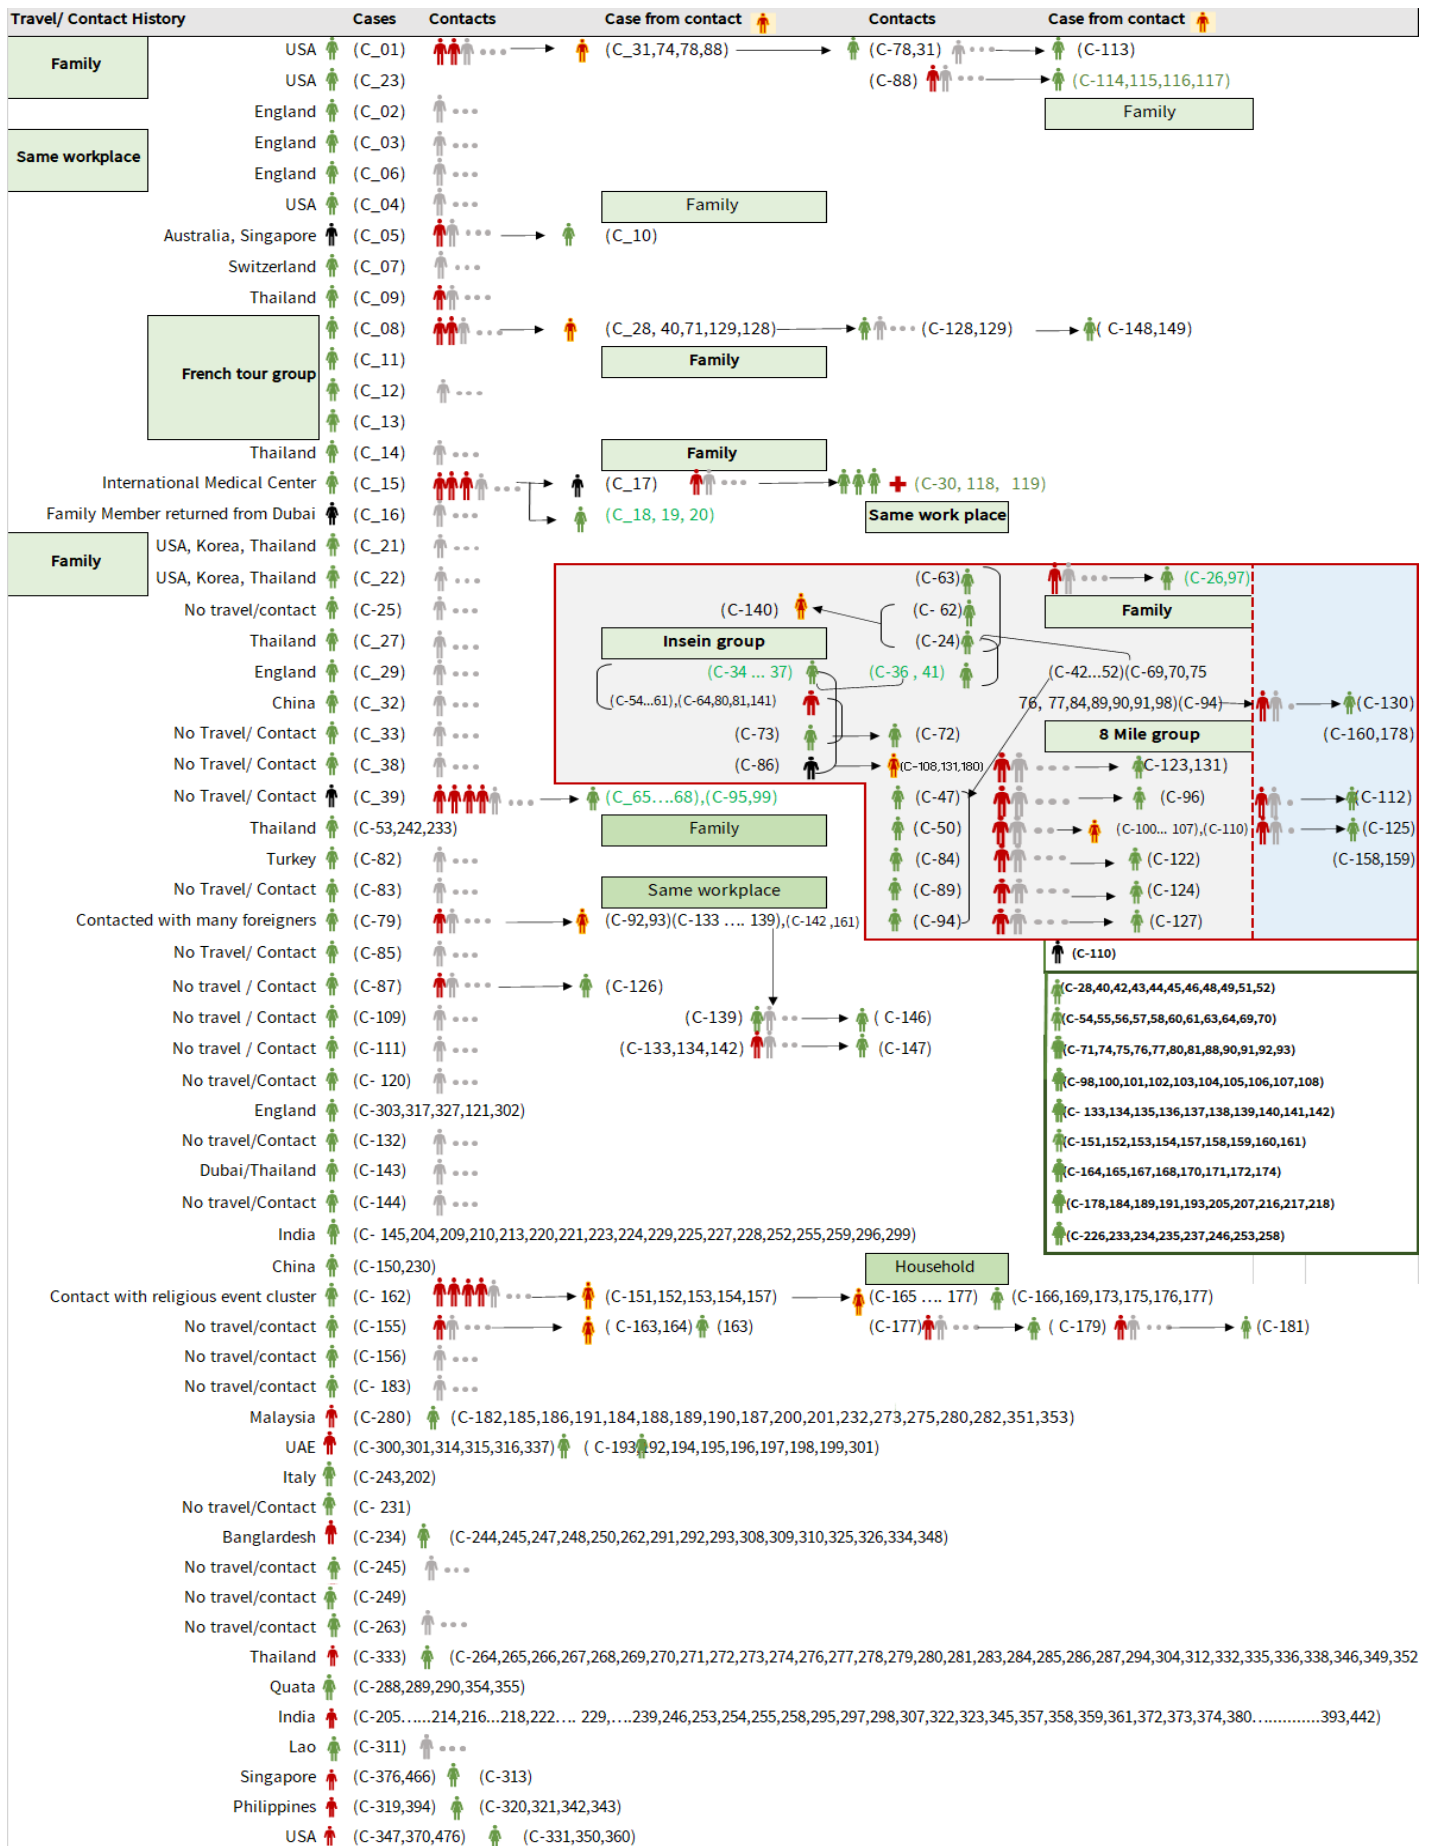 Travel/ Contact History Cases Contacts Case from contact Contacts Case from contact
Family
USA (C_01) (C_31,74,78,88) (C-78,31) (C-113)
USA (C_23) (C-88) (C-114,115,116,117)
England (C_02) Family
Same workplace
England (C_03)
England (C_06)
USA (C_04) Family
Australia, Singapore (C_05) (C_10)
Switzerland (C_07)
Thailand (C_09)
French tour group
(C_08) (C_28, 40,71,129,128) (C-128,129) ( C-148,149)
(C_11) Family
(C_12)
(C_13)
Thailand (C_14) Family
International Medical Center (C_15) (C_17) (C-30, 118, 119)
Family Member returned from Dubai (C_16) (C_18, 19, 20) Same work place
Family
USA, Korea, Thailand (C_21)
USA, Korea, Thailand (C_22) (C-63) (C-26,97)
No travel/contact (C-25) (C-140) (C- 62) Family
Thailand (C_27) Insein group (C-24)
England (C_29) (C-34 ... 37) (C-36 , 41) (C-42...52)(C-69,70,75
China (C_32) (C-54...61),(C-64,80,81,141) 76, 77,84,89,90,91,98)(C-94) (C-130)
No Travel/ Contact (C_33) (C-73) (C-72) 8 Mile group (C-160,178)
No Travel/ Contact (C_38) (C-86) (C-108,131,180) (C-123,131)
No Travel/ Contact (C_39) (C_65....68),(C-95,99) (C-47) (C-96) (C-112)
Thailand (C-53,242,233) Family (C-50) (C-100... 107),(C-110) (C-125)
Turkey (C-82) (C-84) (C-122) (C-158,159)
No Travel/ Contact (C-83) Same workplace (C-89) (C-124)
Contacted with many foreigners (C-79) (C-92,93)(C-133 .... 139),(C-142 ,161) (C-94) (C-127)
No Travel/ Contact (C-85) (C-110)
No travel / Contact (C-87) (C-126) (C-28,40,42,43,44,45,46,48,49,51,52)
No travel / Contact (C-109) (C-139) ( C-146) (C-54,55,56,57,58,60,61,63,64,69,70)
No travel / Contact (C-111) (C-133,134,142) (C-147) (C-71,74,75,76,77,80,81,88,90,91,92,93)
No travel/Contact (C- 120) (C-98,100,101,102,103,104,105,106,107,108)
England (C-303,317,327,121,302) (C- 133,134,135,136,137,138,139,140,141,142)
No travel/Contact (C-132) (C-151,152,153,154,157,158,159,160,161)
Dubai/Thailand (C-143) (C-164,165,167,168,170,171,172,174)
No travel/Contact (C-144) (C-178,184,189,191,193,205,207,216,217,218)
India (C- 145,204,209,210,213,220,221,223,224,229,225,227,228,252,255,259,296,299) (C-226,233,234,235,237,246,253,258)
China (C-150,230) Household
Contact with religious event cluster (C- 162) (C-151,152,153,154,157) (C-165 .... 177) (C-166,169,173,175,176,177)
No travel/contact (C-155) ( C-163,164) (163) (C-177) ( C-179) (C-181)
No travel/contact (C-156)
No travel/contact (C- 183)
Malaysia (C-280) (C-182,185,186,191,184,188,189,190,187,200,201,232,273,275,280,282,351,353)
UAE (C-300,301,314,315,316,337) ( C-193,192,194,195,196,197,198,199,301)
Italy (C-243,202)
No travel/Contact (C- 231)
Banglardesh (C-234) (C-244,245,247,248,250,262,291,292,293,308,309,310,325,326,334,348)
No travel/contact (C-245)
No travel/contact (C-249)
No travel/contact (C-263)
Thailand (C-333) (C-264,265,266,267,268,269,270,271,272,273,274,276,277,278,279,280,281,283,284,285,286,287,294,304,312,332,335,336,338,346,349,352
Quata (C-288,289,290,354,355)
India (C-205......214,216...218,222.... 229,....239,246,253,254,255,258,295,297,298,307,322,323,345,357,358,359,361,372,373,374,380..............393,442)
Lao (C-311)
Singapore (C-376,466) (C-313)
Philippines (C-319,394) (C-320,321,342,343)
USA (C-347,370,476) (C-331,350,360)